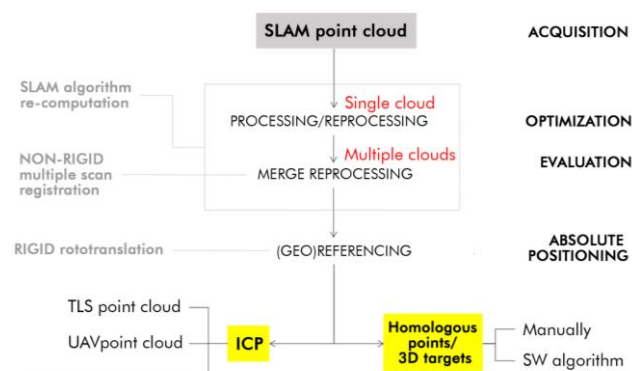 SLAM point cloud
ACQUISITION
SLAM algorithm
re-computation
Single cloud
PROCESSING/REPROCESSING
OPTIMIZATION
Multiple clouds
NON-RIGID
multiple scan
registration
MERGE REPROCESSING
EVALUATION
RIGID rototranslation
(GEO)REFERENCING
ABSOLUTE
POSITIONING
TLS point cloud
UAVpoint cloud
ICP
Homologous
points/
3D targets
Manually
SW algorithm